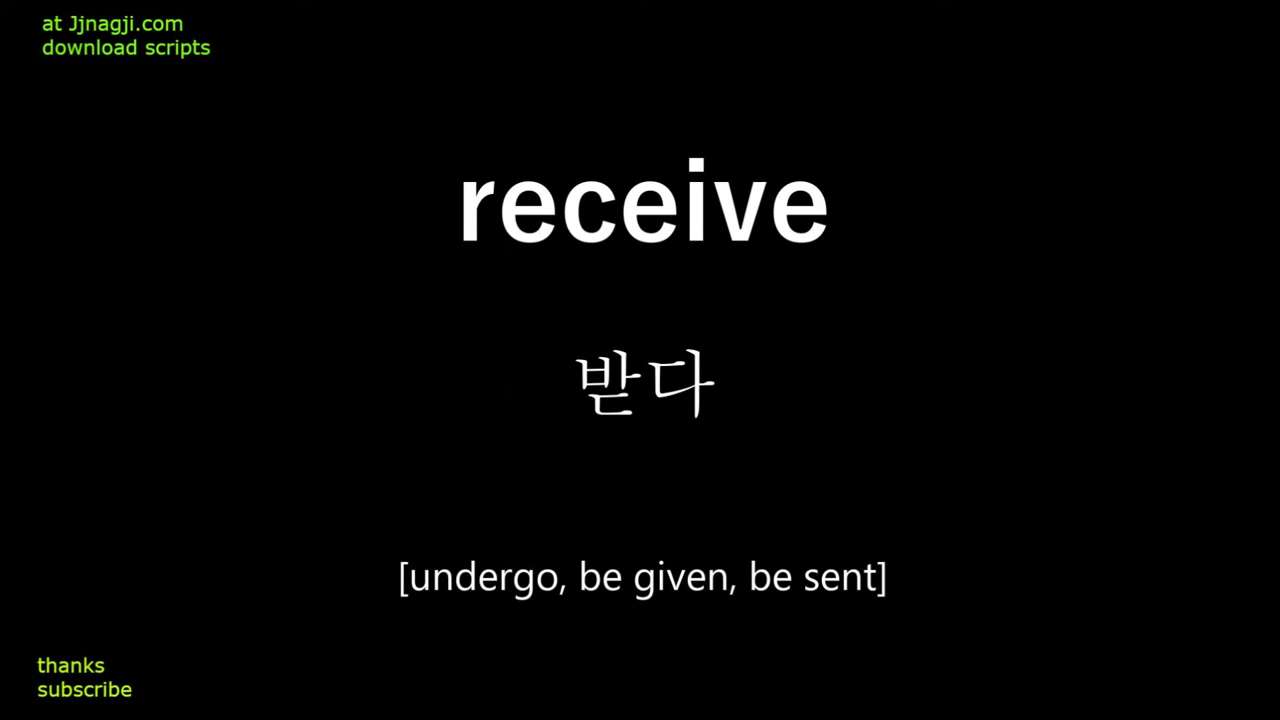 at Jjnagji.com
download scripts
receive
받다
[undergo, be given, be sent]
thanks
subscribe